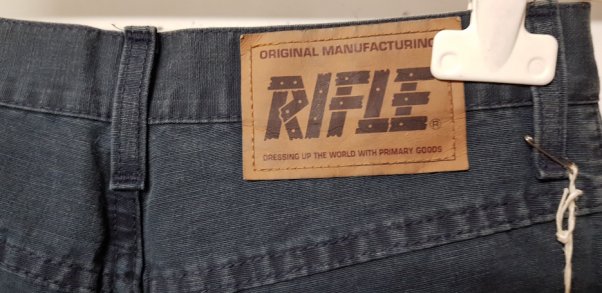 ORIGINAL MANUFACTURING
RIFLE®
DRESSING UP THE WORLD WITH PRIMARY GOODS